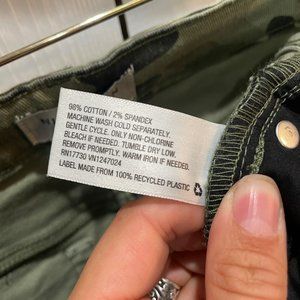 98% COTTON / 2% SPANDEX
MACHINE WASH COLD SEPARATELY.
GENTLE CYCLE. ONLY NON-CHLORINE
BLEACH IF NEEDED. TUMBLE DRY LOW.
REMOVE PROMPTLY. WARM IRON IF NEEDED.
RN17730 VN1247024
LABEL MADE FROM 100% RECYCLED PLASTIC